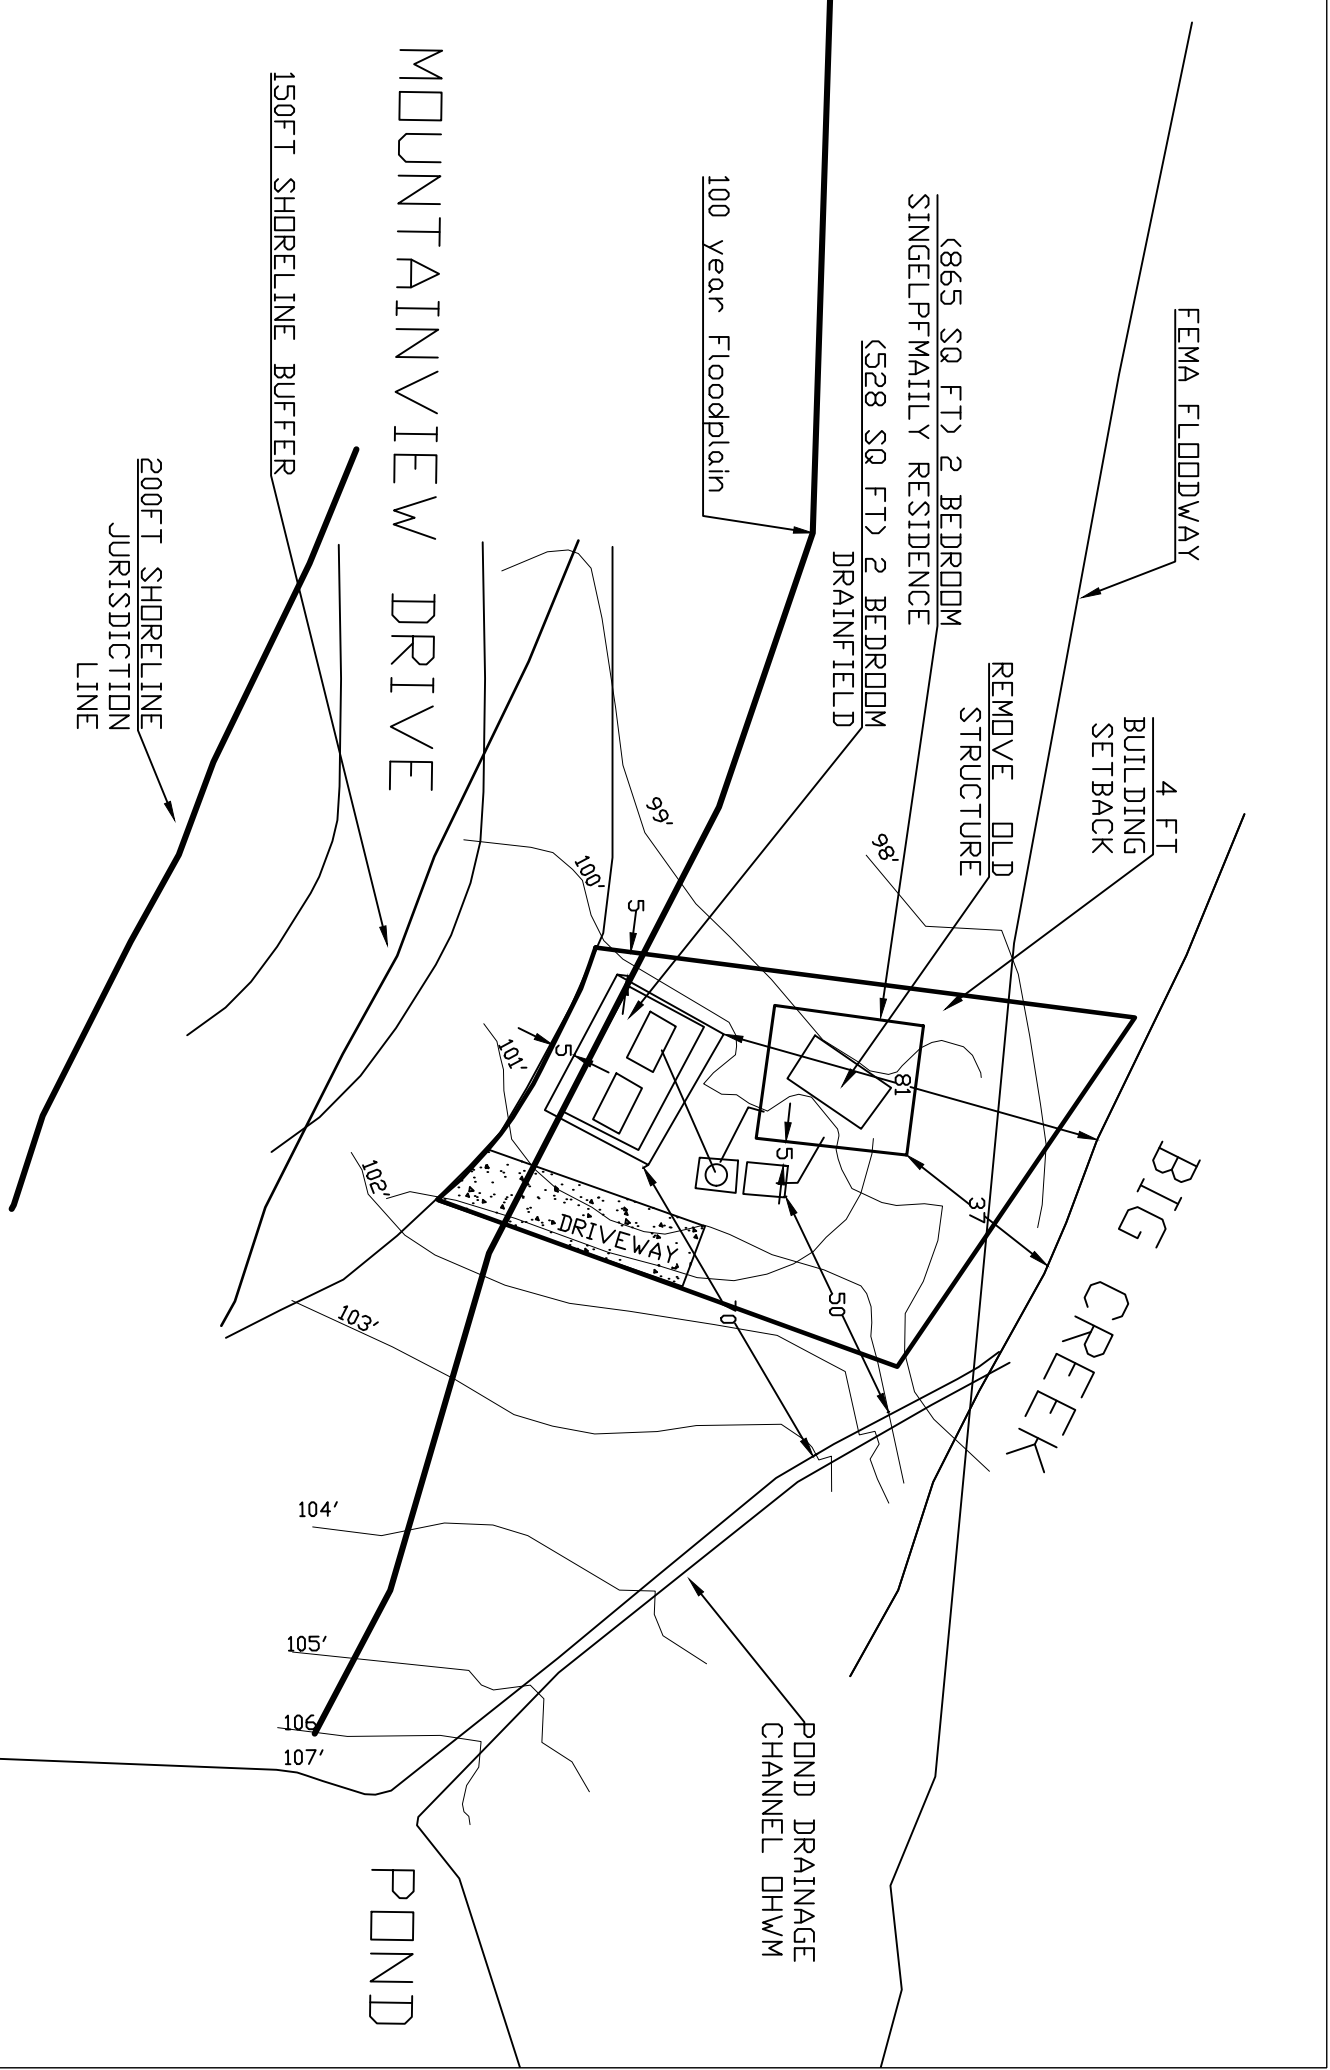 FEMA FLOODWAY
4 FT
BUILDING
SETBACK
REMOVE OLD
STRUCTURE
(865 SQ FT) 2 BEDROOM
SINGELPFMAIILY RESIDENCE
(528 SQ FT) 2 BEDROOM
DRAINFIELD
100 year Floodplain
MOUNTAINVIEW DRIVE
150FT SHORELINE BUFFER
200FT SHORELINE
JURISDICTION
LINE
BIG CREEK
98'
99'
100'
101'
102'
103'
104'
105'
106
107'
5
5
5
81
37
50
70
DRIVEWAY
POND DRAINAGE
CHANNEL OHWM
POND